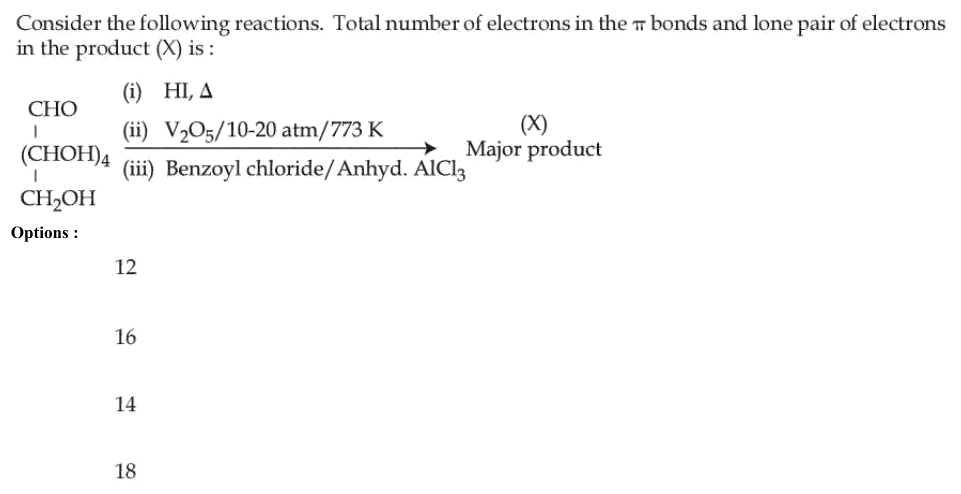 Consider the following reactions. Total number of electrons in the π bonds and lone pair of electrons
in the product (X) is :
(i) HI, Δ
CHO
(ii) V₂O₅/10-20 atm/773 K
(X)
(CHOH)₄
Major product
(iii) Benzoyl chloride/Anhyd. AlCl₃
CH₂OH
Options :
12
16
14
18